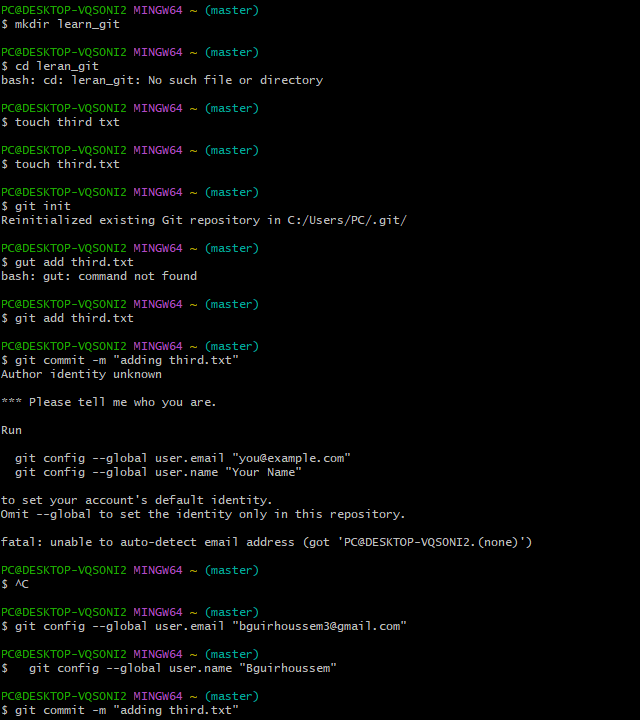 PC@DESKTOP-VQSONI2 MINGW64 ~ (master)
$ mkdir learn_git
PC@DESKTOP-VQSONI2 MINGW64 ~ (master)
$ cd leran_git
bash: cd: leran_git: No such file or directory
PC@DESKTOP-VQSONI2 MINGW64 ~ (master)
$ touch third txt
PC@DESKTOP-VQSONI2 MINGW64 ~ (master)
$ touch third.txt
PC@DESKTOP-VQSONI2 MINGW64 ~ (master)
$ git init
Reinitialized existing Git repository in C:/Users/PC/.git/
PC@DESKTOP-VQSONI2 MINGW64 ~ (master)
$ gut add third.txt
bash: gut: command not found
PC@DESKTOP-VQSONI2 MINGW64 ~ (master)
$ git add third.txt
PC@DESKTOP-VQSONI2 MINGW64 ~ (master)
$ git commit -m "adding third.txt"
Author identity unknown
*** Please tell me who you are.
Run
git config --global user.email "you@example.com"
git config --global user.name "Your Name"
to set your account's default identity.
Omit --global to set the identity only in this repository.
fatal: unable to auto-detect email address (got 'PC@DESKTOP-VQSONI2.(none)')
PC@DESKTOP-VQSONI2 MINGW64 ~ (master)
$ ^C
PC@DESKTOP-VQSONI2 MINGW64 ~ (master)
$ git config --global user.email "bguirhoussem3@gmail.com"
PC@DESKTOP-VQSONI2 MINGW64 ~ (master)
$   git config --global user.name "Bguirhoussem"
PC@DESKTOP-VQSONI2 MINGW64 ~ (master)
$ git commit -m "adding third.txt"